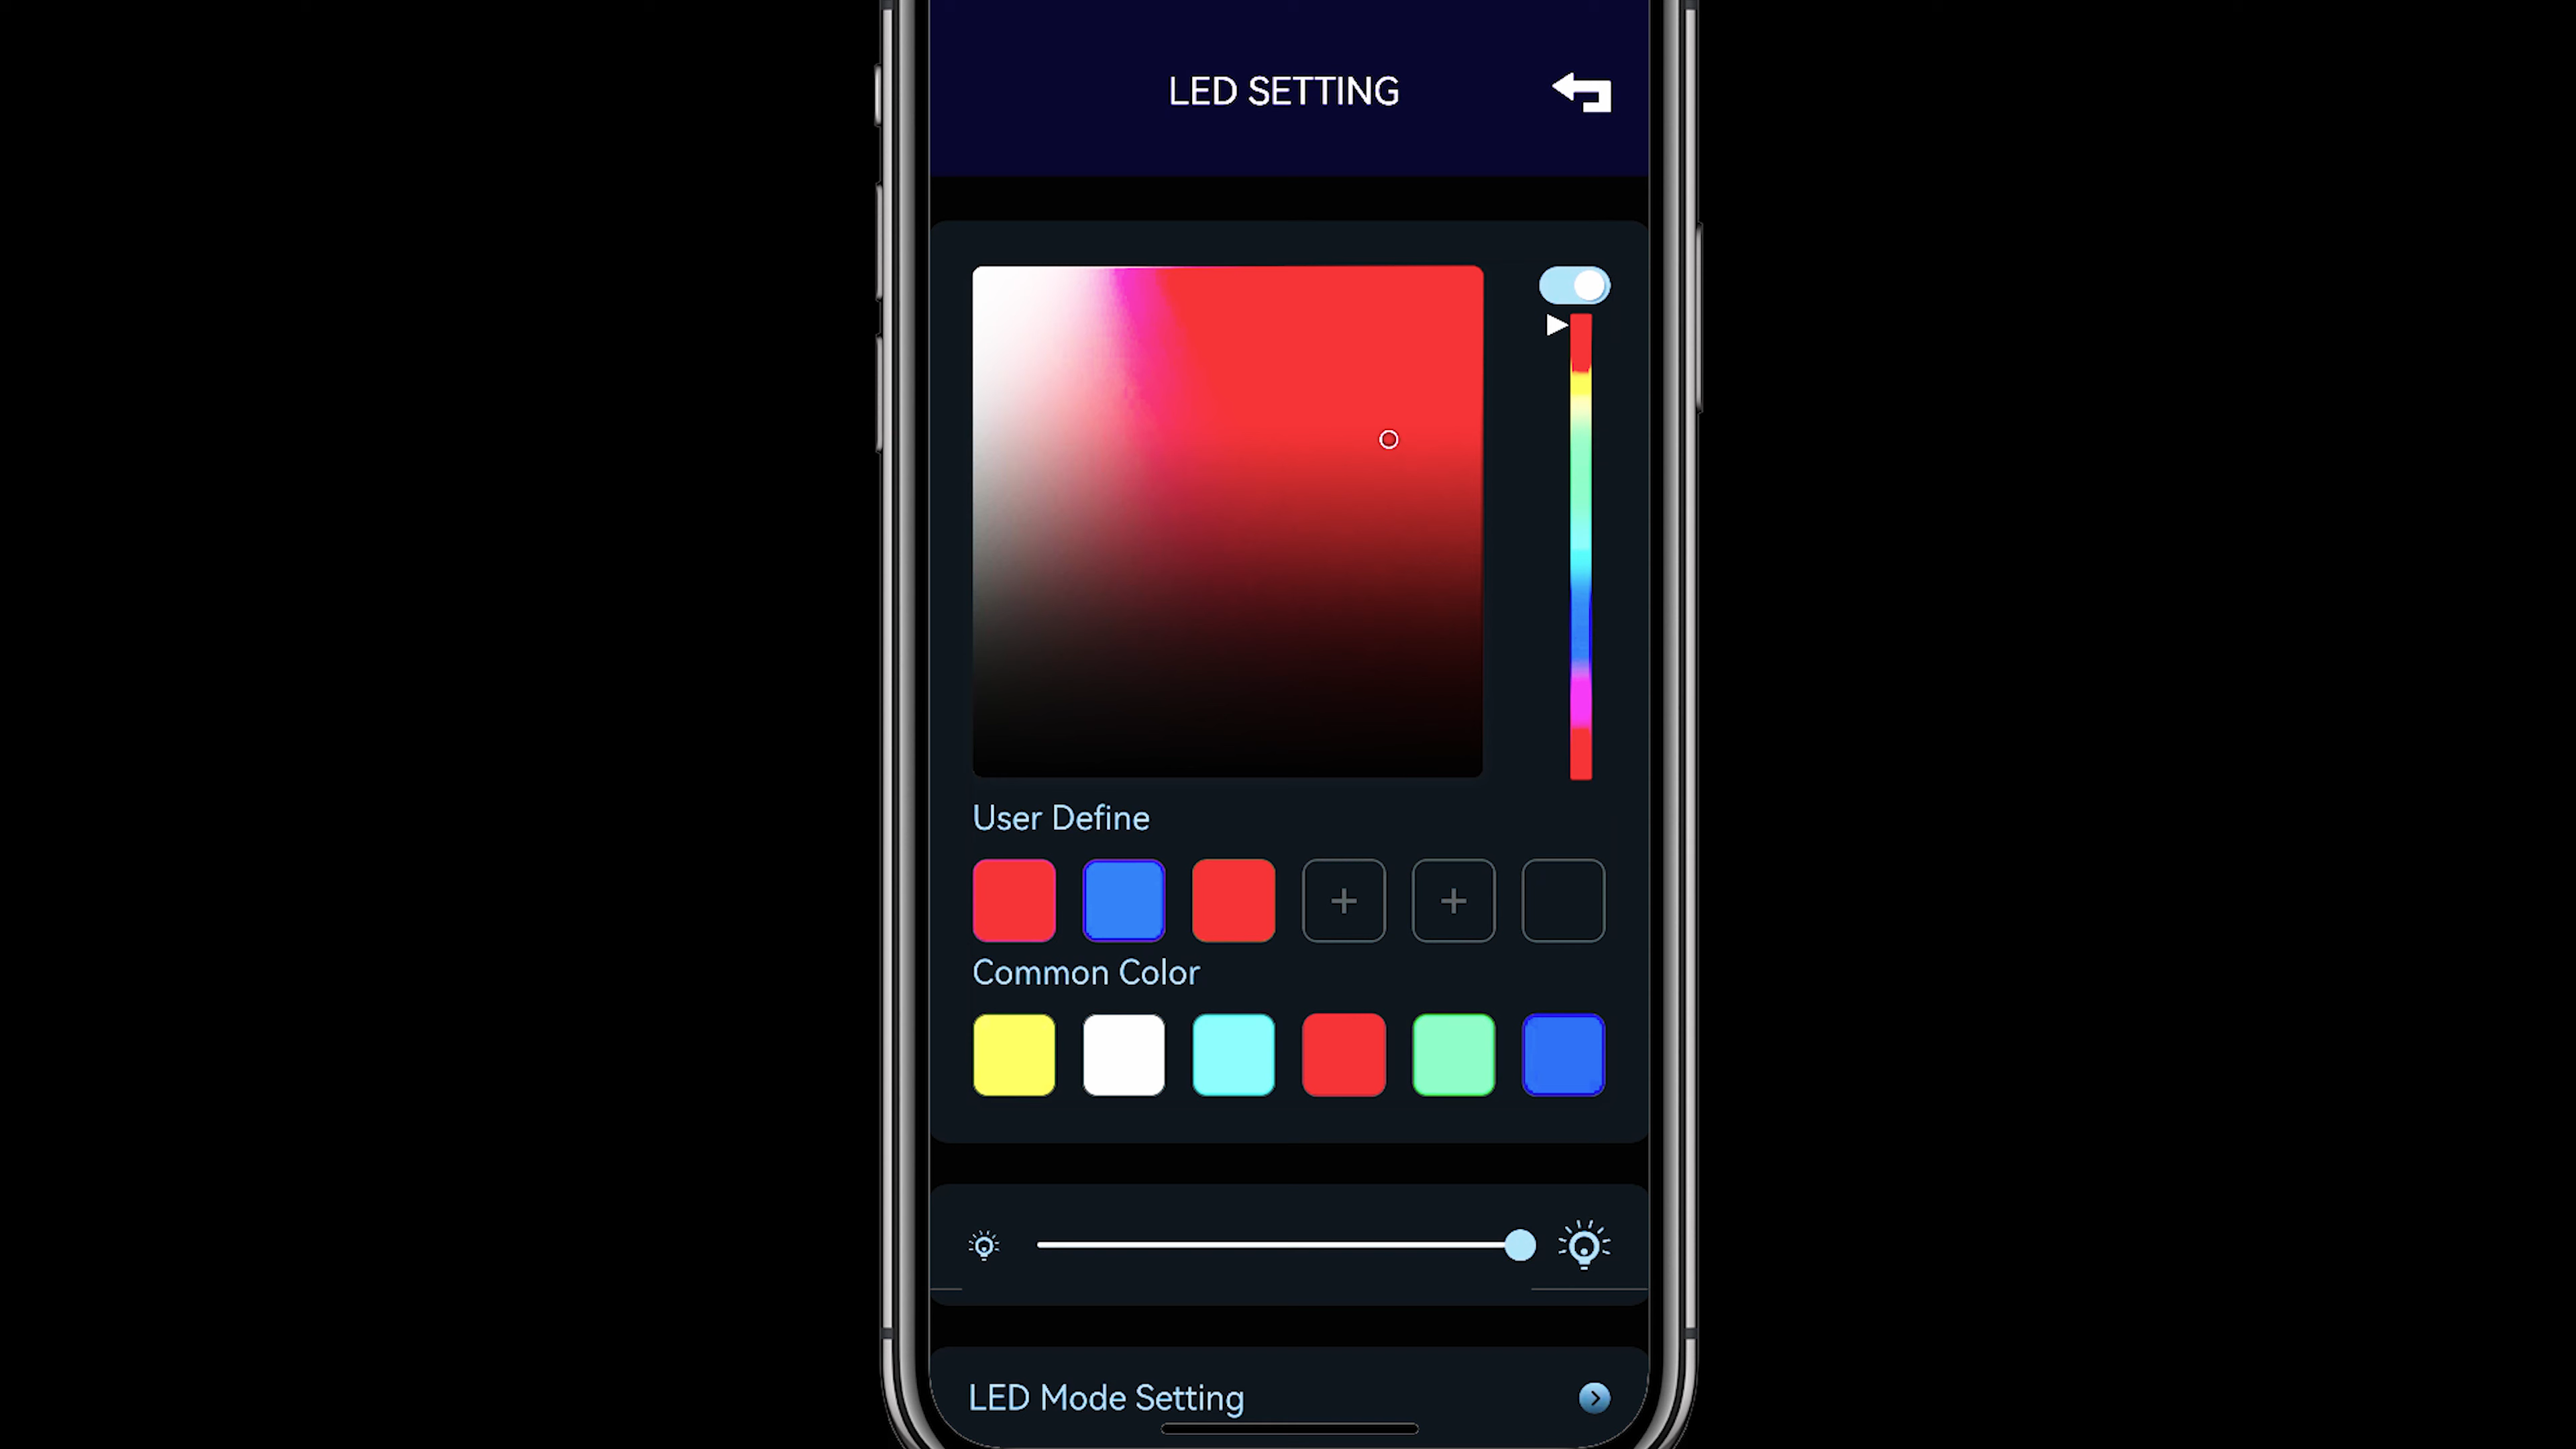 LED SETTING
User Define
+ +
Common Color
LED Mode Setting